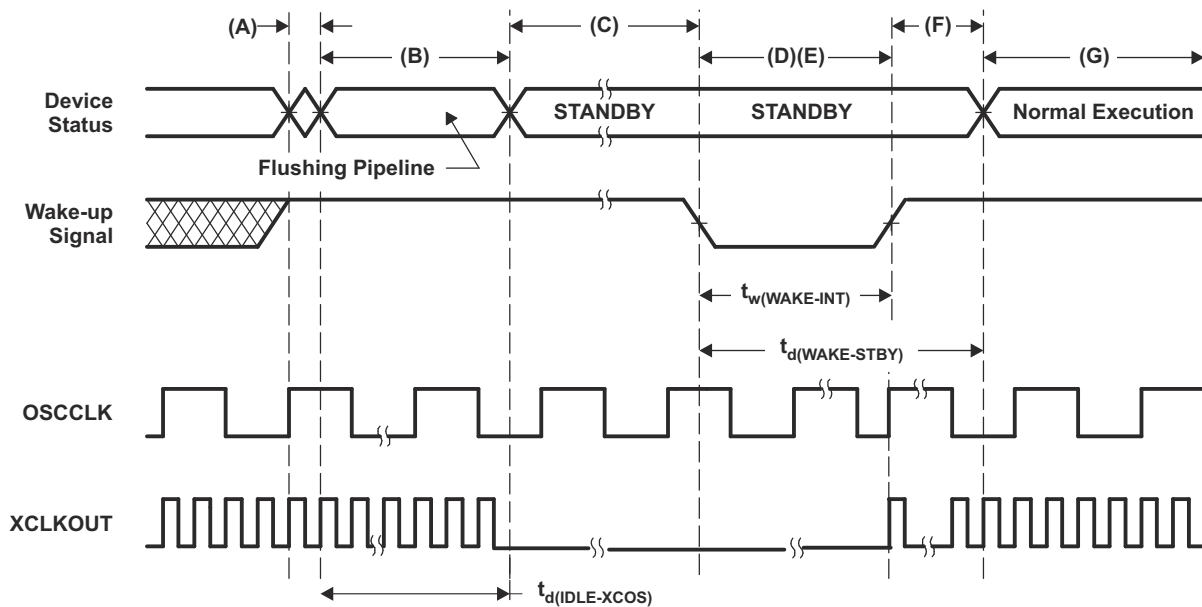 (A)
(C)
(F)
(B)
(D)(E)
(G)
Device
Status
STANDBY
STANDBY
Normal Execution
Flushing Pipeline
Wake-up
Signal
tw(WAKE-INT)
td(WAKE-STBY)
OSCCLK
XCLKOUT
td(IDLE-XCOS)